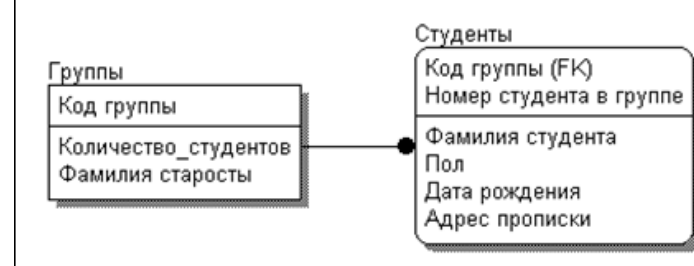 Группы
Код группы
Количество_студентов
Фамилия старосты
Студенты
Код группы (FK)
Номер студента в группе
Фамилия студента
Пол
Дата рождения
Адрес прописки